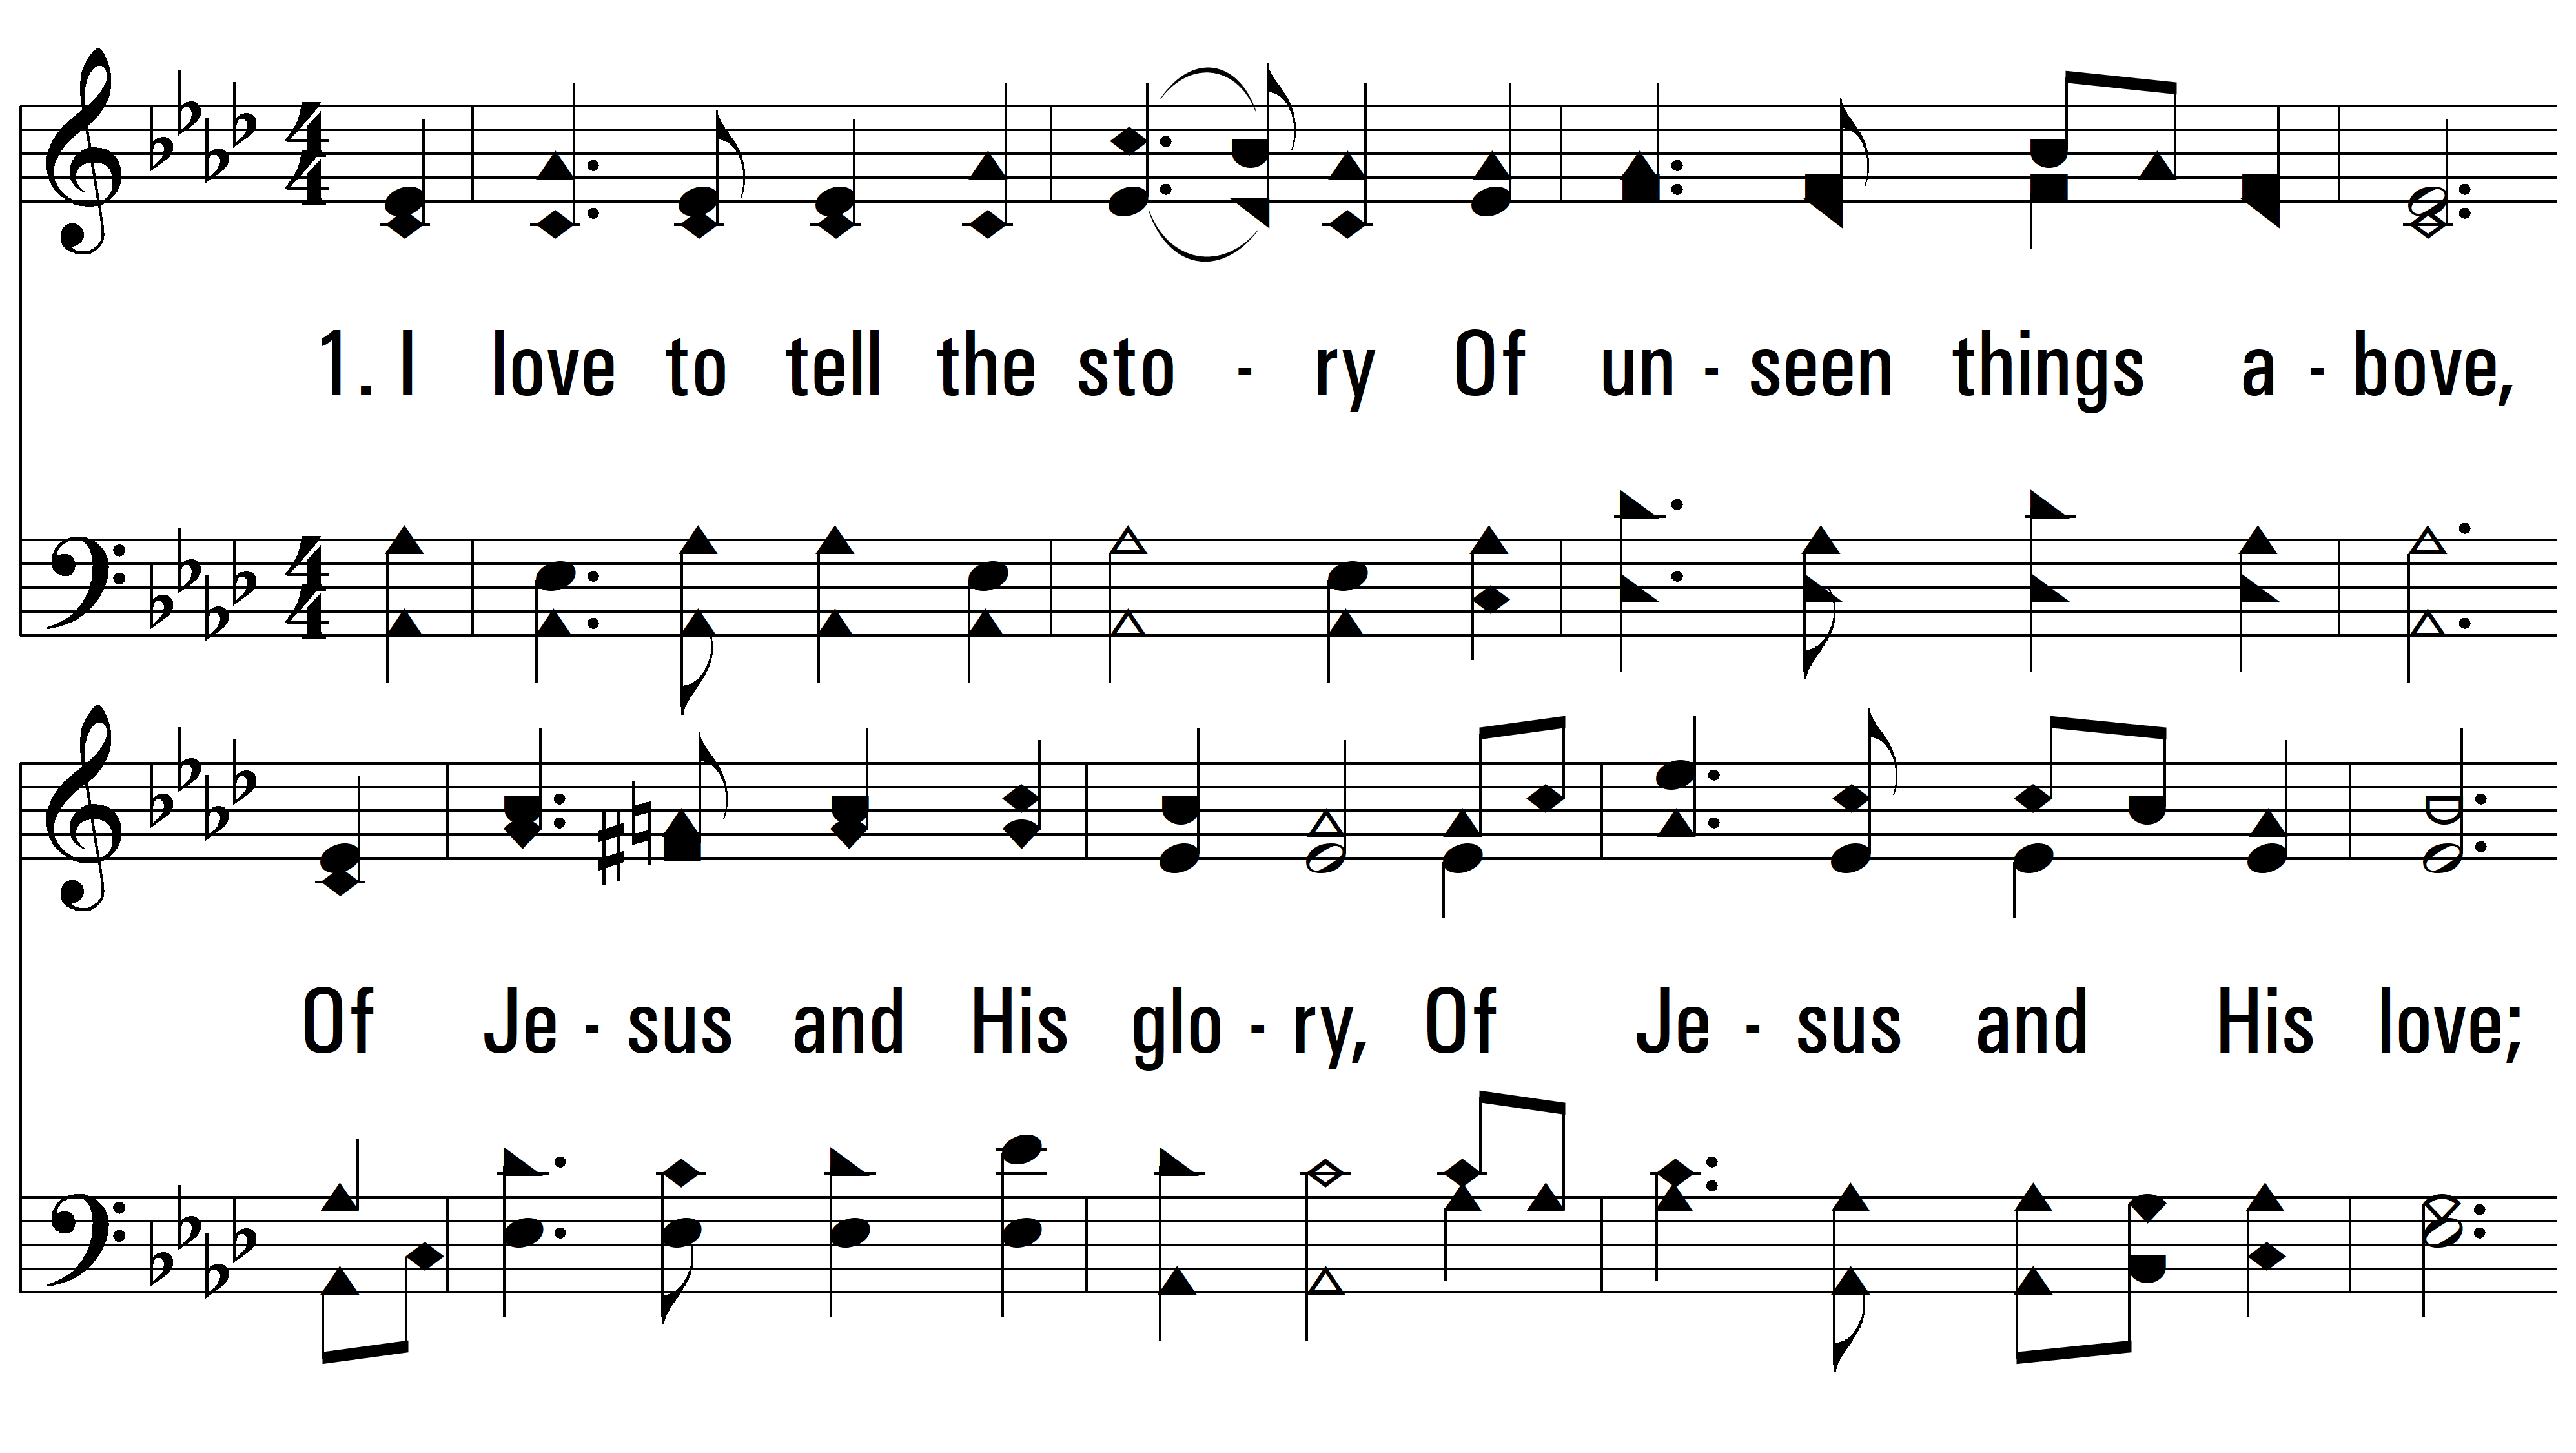 1. I love to tell the sto - ry Of un - seen things a - bove,
Of Je - sus and His glo - ry, Of Je - sus and His love;